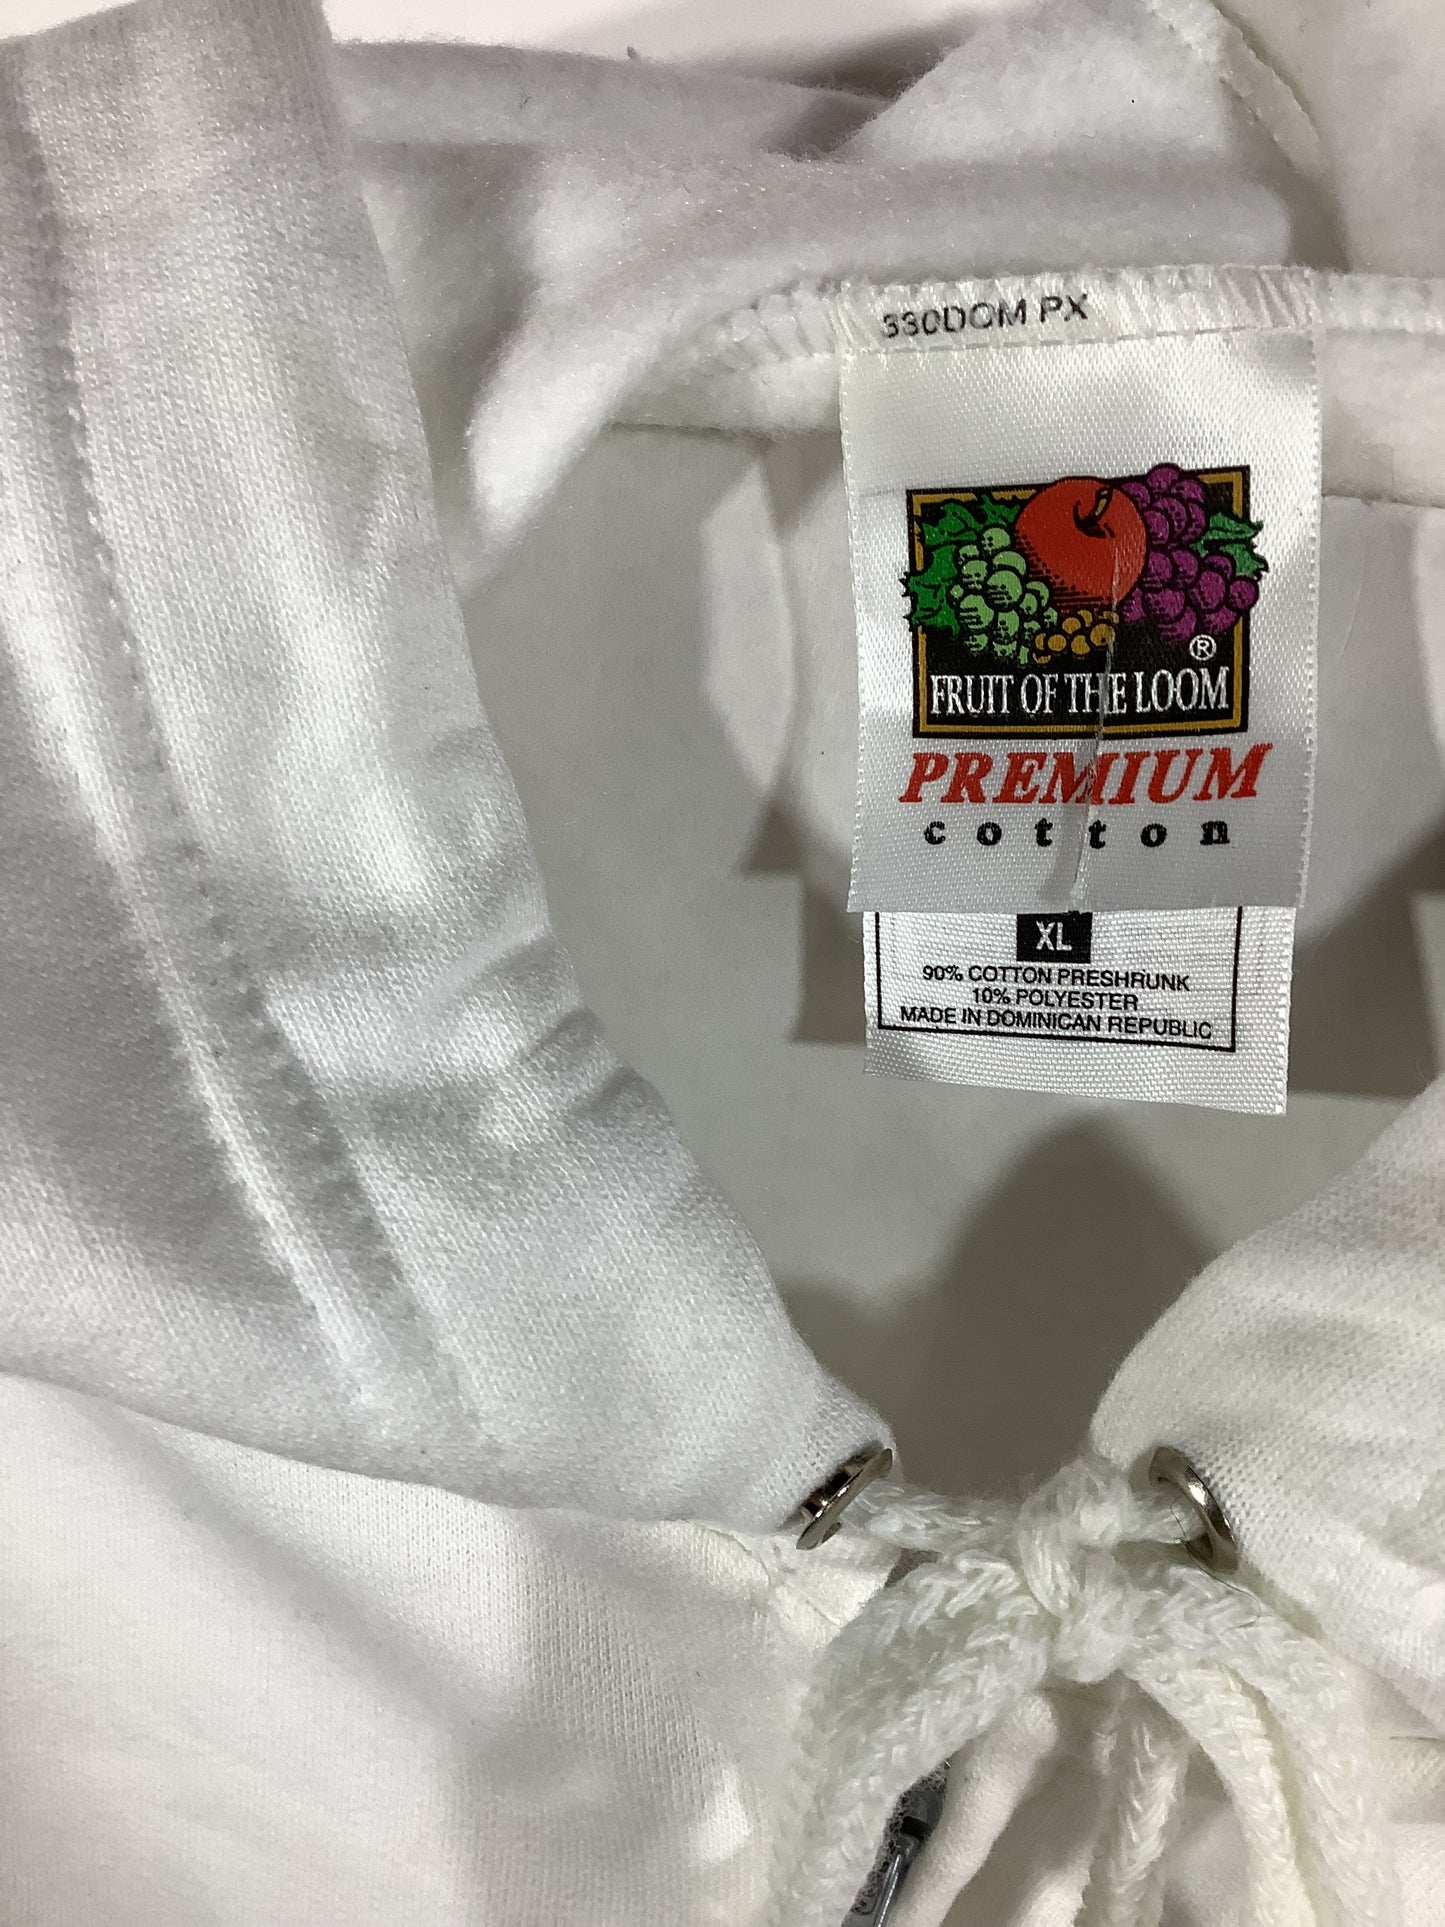 330DOM PX
®
FRUIT OF THE LOOM
PREMIUM
cotton
XL
90% COTTON PRESHRUNK
10% POLYESTER
MADE IN DOMINICAN REPUBLIC